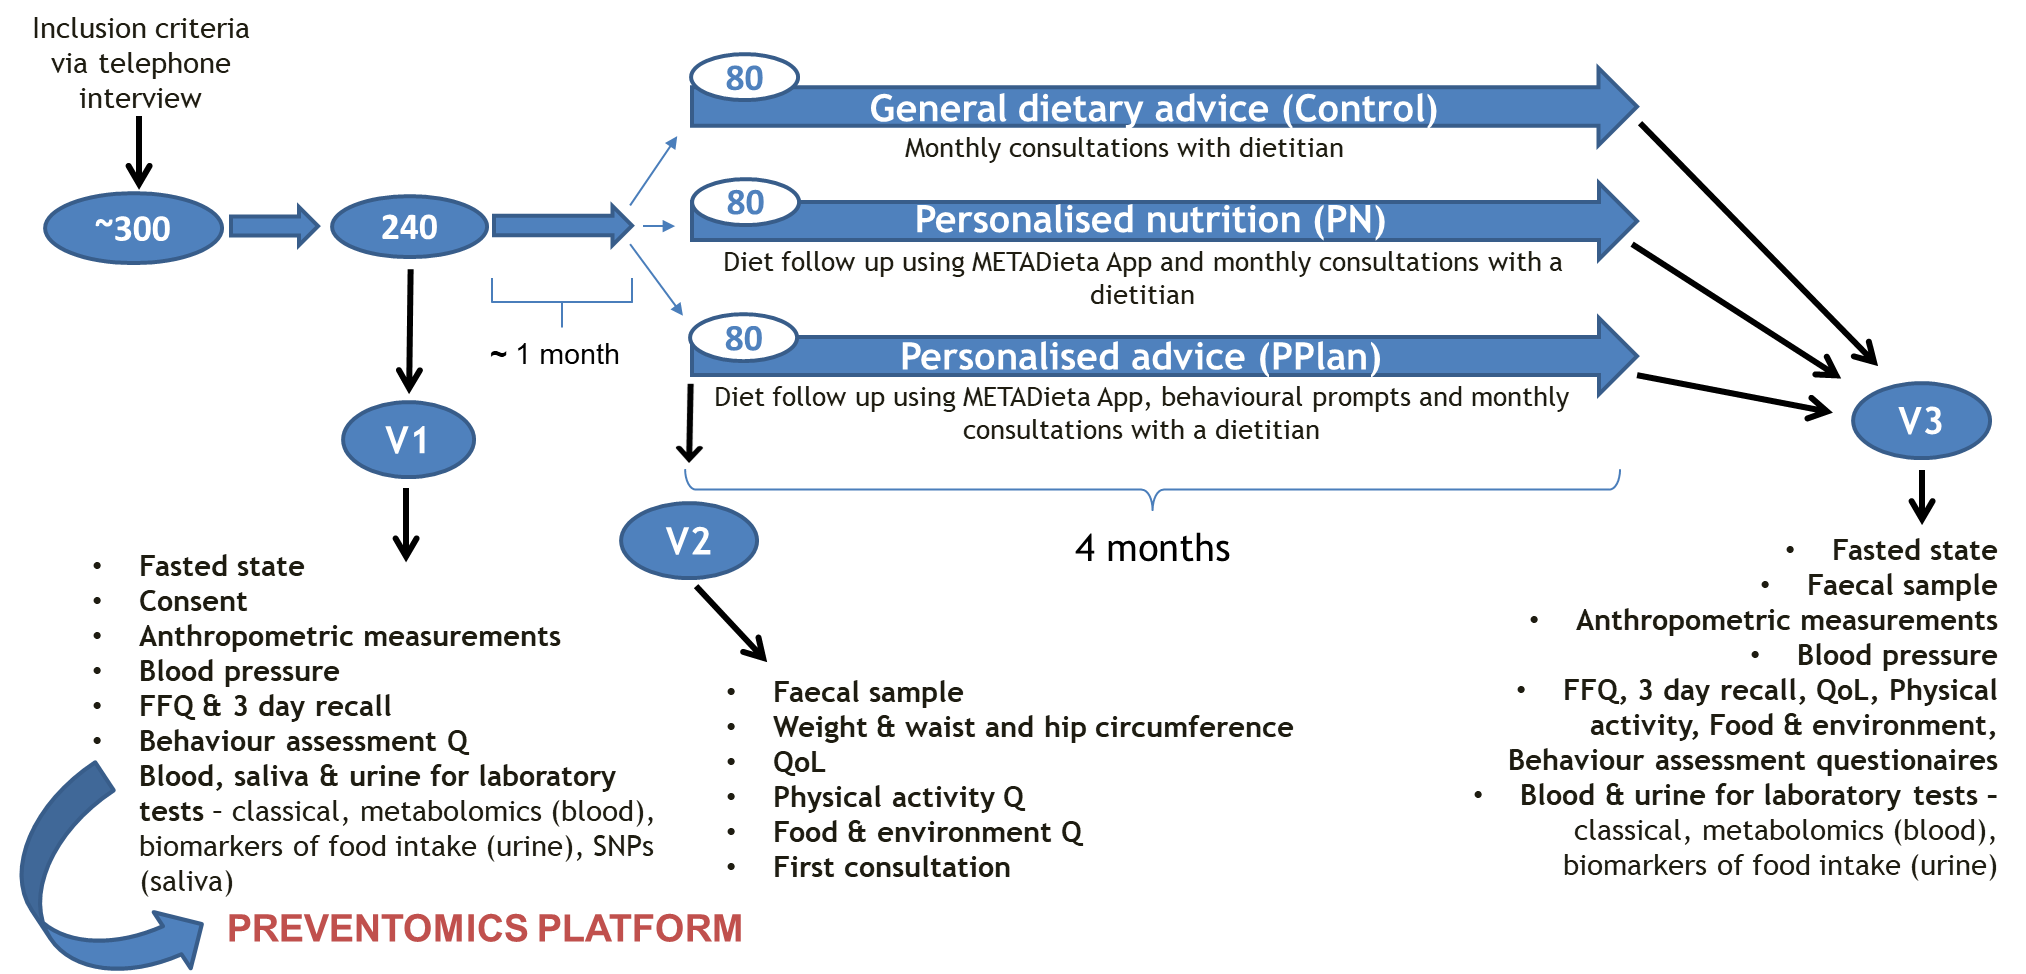 Inclusion criteria
via telephone
interview
~300
240
~ 1 month
80
General dietary advice (Control)
Monthly consultations with dietitian
80
Personalised nutrition (PN)
Diet follow up using METADieta App and monthly consultations with a
dietitian
80
Personalised advice (PPlan)
Diet follow up using METADieta App, behavioural prompts and monthly
consultations with a dietitian
4 months
V1
• Fasted state
• Consent
• Anthropometric measurements
• Blood pressure
• FFQ & 3 day recall
• Behaviour assessment Q
Blood, saliva & urine for laboratory
tests – classical, metabolomics (blood),
biomarkers of food intake (urine), SNPs
(saliva)
PREVENTOMICS PLATFORM
V2
• Faecal sample
• Weight & waist and hip circumference
• QoL
• Physical activity Q
• Food & environment Q
• First consultation
V3
• Fasted state
• Faecal sample
• Anthropometric measurements
• Blood pressure
• FFQ, 3 day recall, QoL, Physical
activity, Food & environment,
Behaviour assessment questionaires
• Blood & urine for laboratory tests –
classical, metabolomics (blood),
biomarkers of food intake (urine)